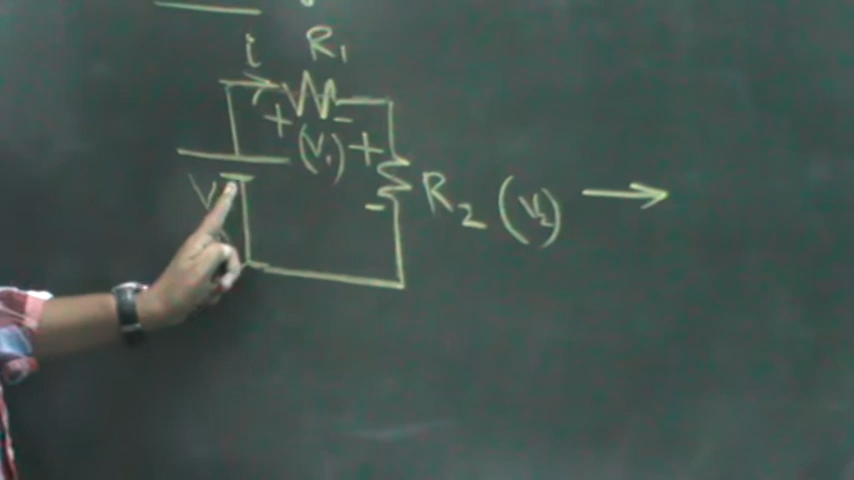 i R₁
+ -
(V₁) +
V
- R₂ (V₂) →